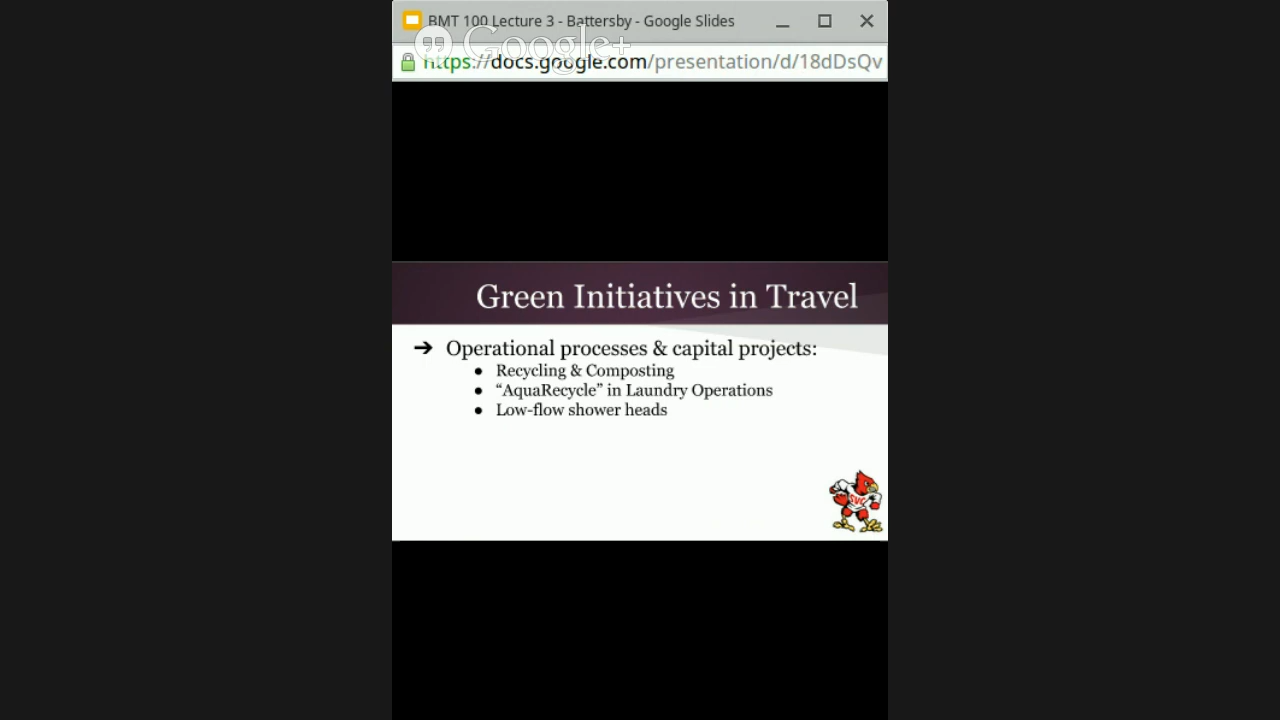 BMT 100 Lecture 3 - Battersby - Google Slides
Google+
https://docs.google.com/presentation/d/18dDsQv
Green Initiatives in Travel
➔ Operational processes & capital projects:
● Recycling & Composting
● “AquaRecycle” in Laundry Operations
● Low-flow shower heads
SVCC